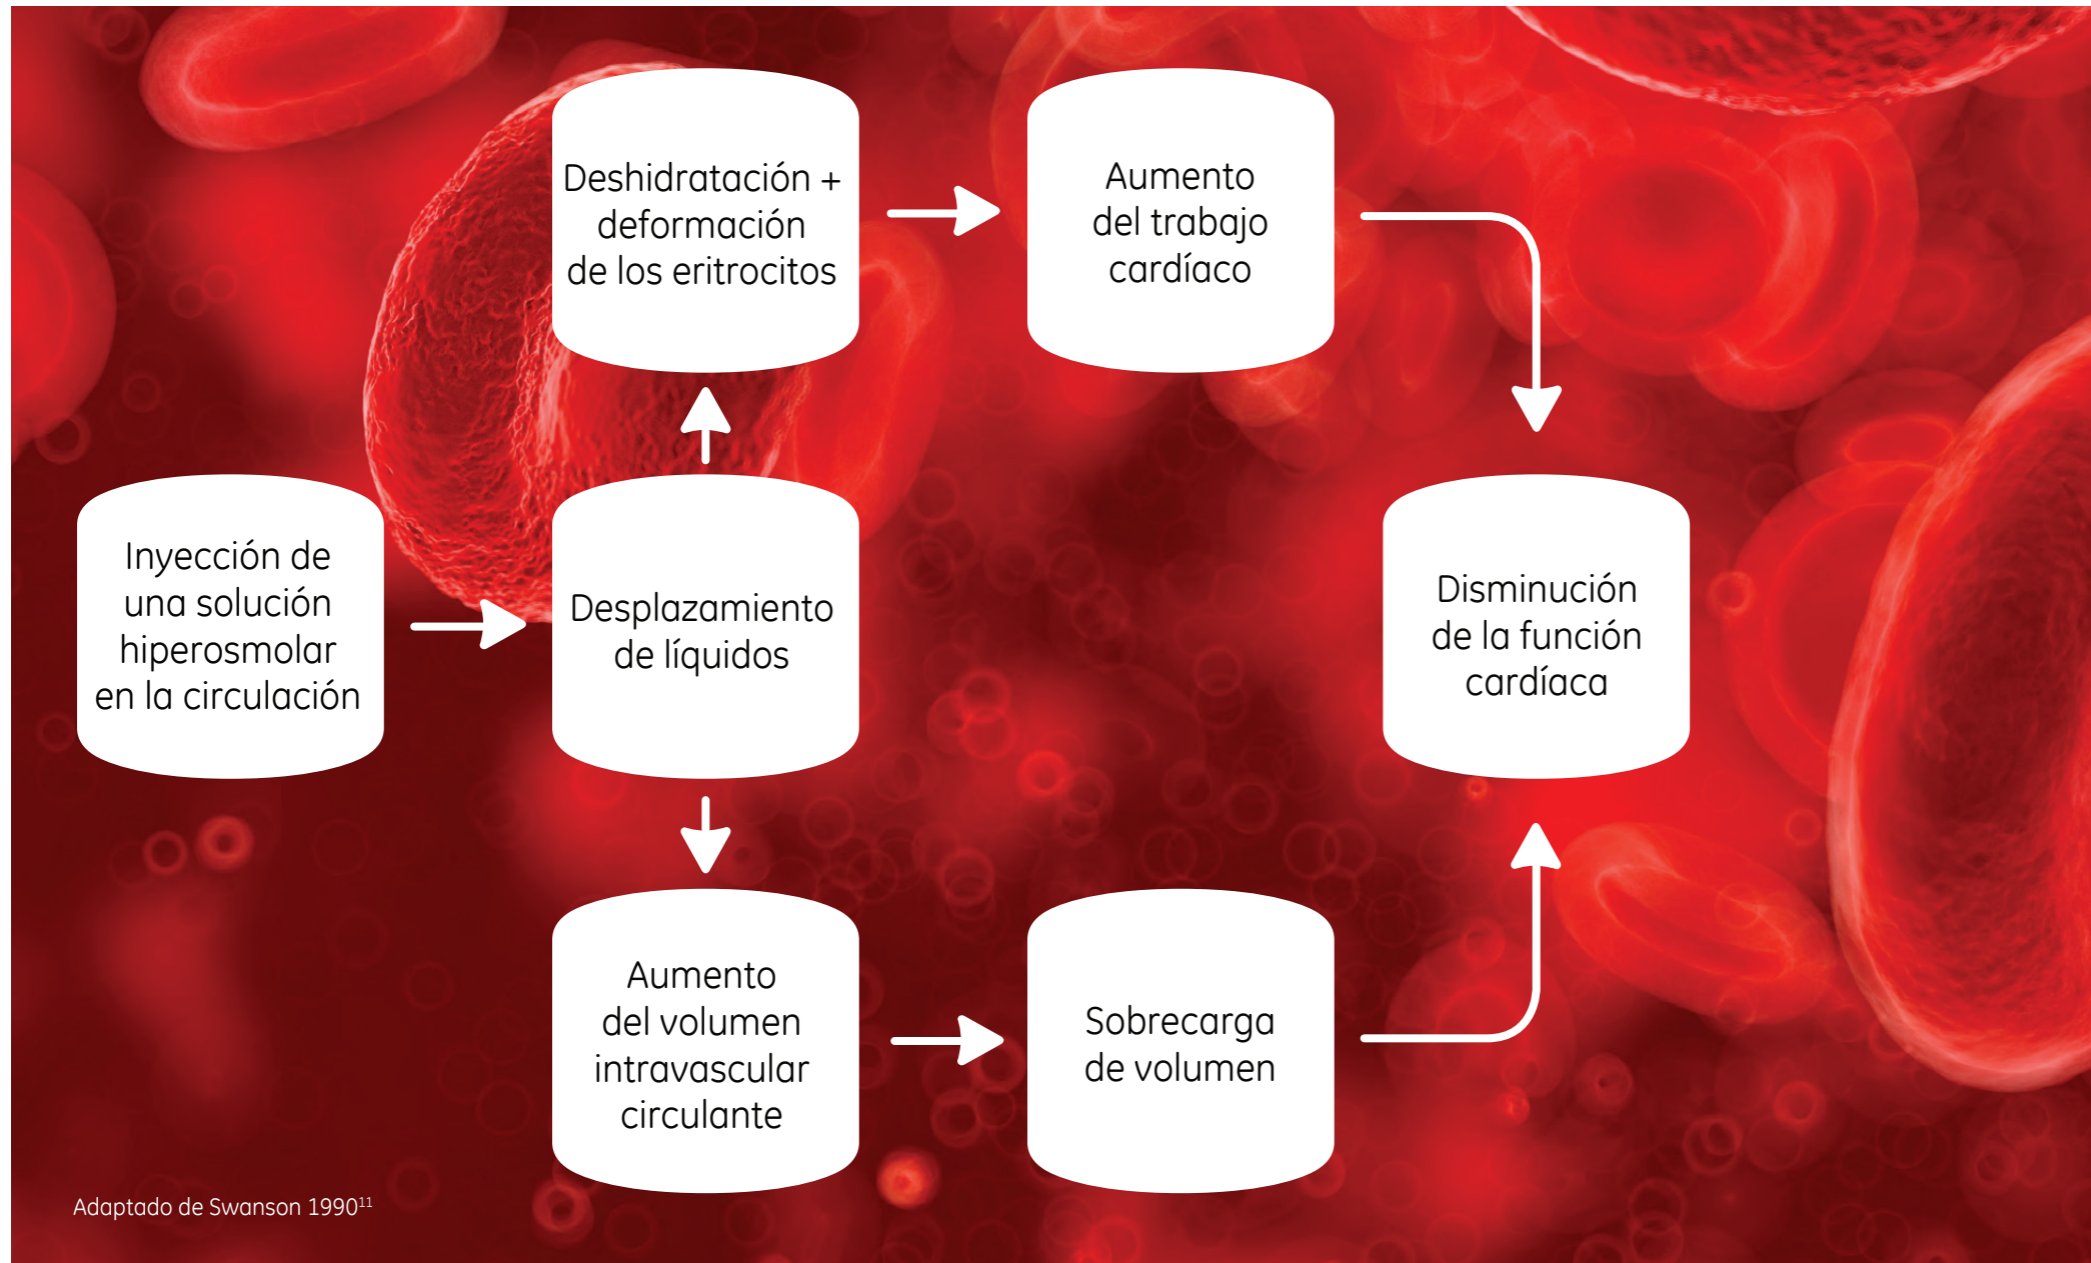 Deshidratación +
deformación
de los eritrocitos
Aumento
del trabajo
cardíaco
Inyección de
una solución
hiperosmolar
en la circulación
Desplazamiento
de líquidos
Disminución
de la función
cardíaca
Aumento
del volumen
intravascular
circulante
Sobrecarga
de volumen
Adaptado de Swanson 1990¹¹